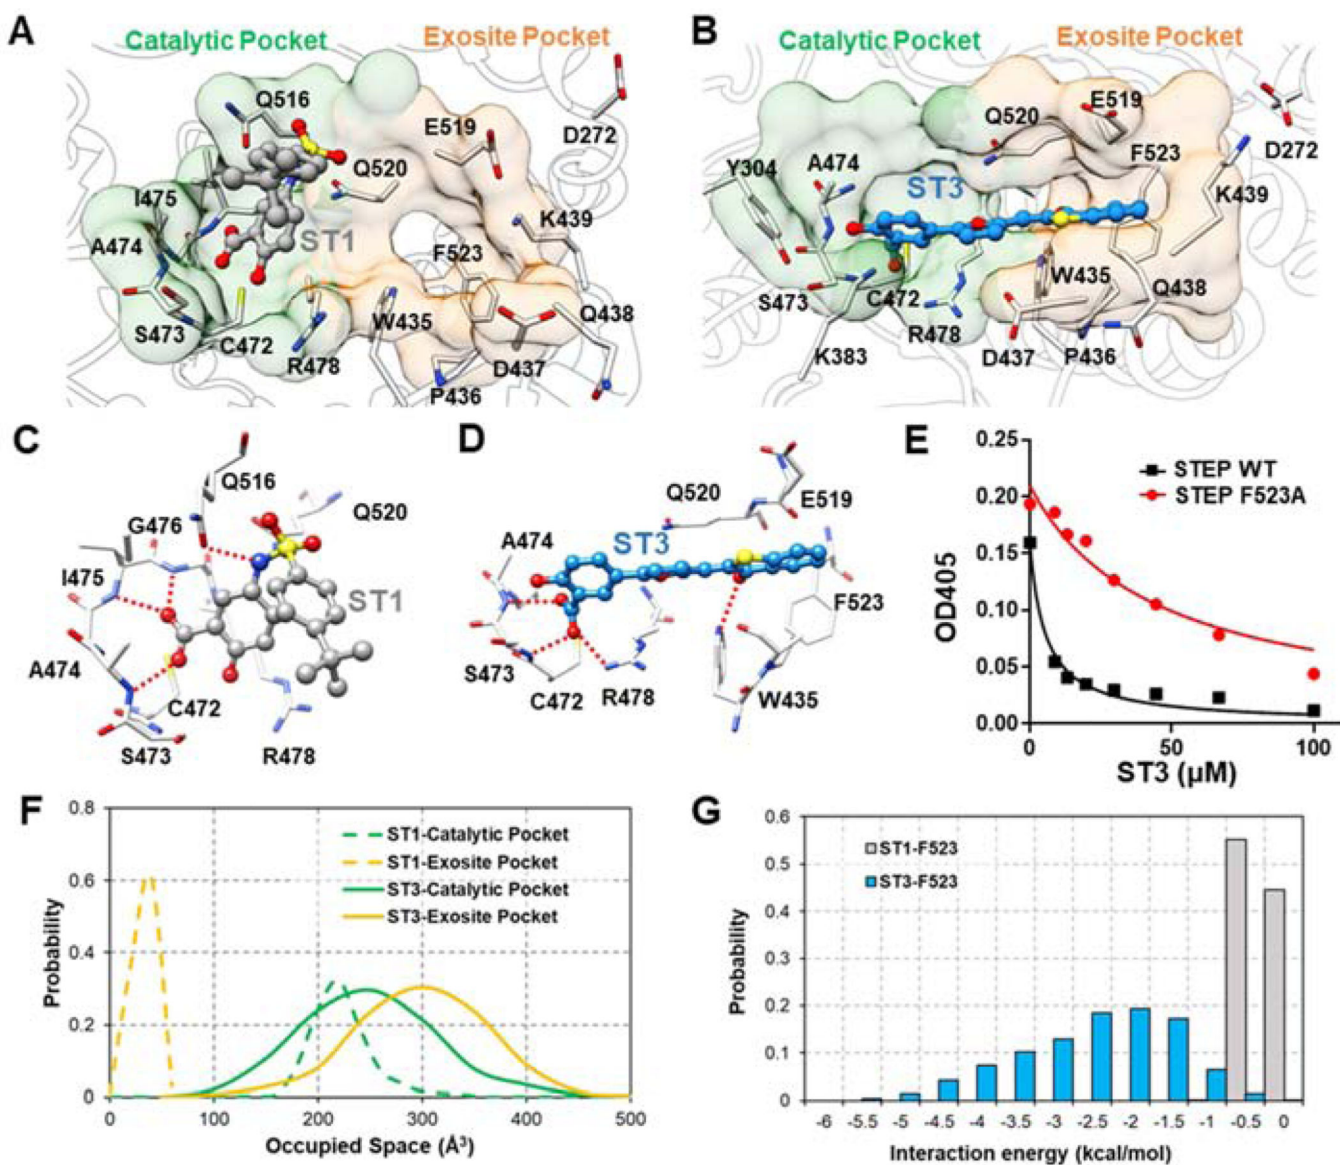 A
Catalytic Pocket
Exosite Pocket
Q516
E519
D272
Q520
I475
ST1
K439
A474
F523
Q438
S473
C472
R478
W435
D437
P436
B
Catalytic Pocket
Exosite Pocket
E519
Q520
D272
Y304
A474
F523
ST3
K439
S473
C472
W435
Q438
R478
K383
D437
P436
C
Q516
Q520
G476
I475
ST1
A474
C472
S473
R478
D
Q520
E519
ST3
A474
F523
S473
C472
R478
W435
E
0.25
0.20
0.15
0.10
0.05
0.00
OD405
STEP WT
STEP F523A
0
50
100
ST3 (μM)
F
0.8
0.6
0.4
0.2
0
Probability
ST1-Catalytic Pocket
ST1-Exosite Pocket
ST3-Catalytic Pocket
ST3-Exosite Pocket
0 100 200 300 400 500
Occupied Space (Å³)
G
0.6
0.5
0.4
0.3
0.2
0.1
0
Probability
ST1-F523
ST3-F523
-6 -5.5 -5 -4.5 -4 -3.5 -3 -2.5 -2 -1.5 -1 -0.5 0
Interaction energy (kcal/mol)